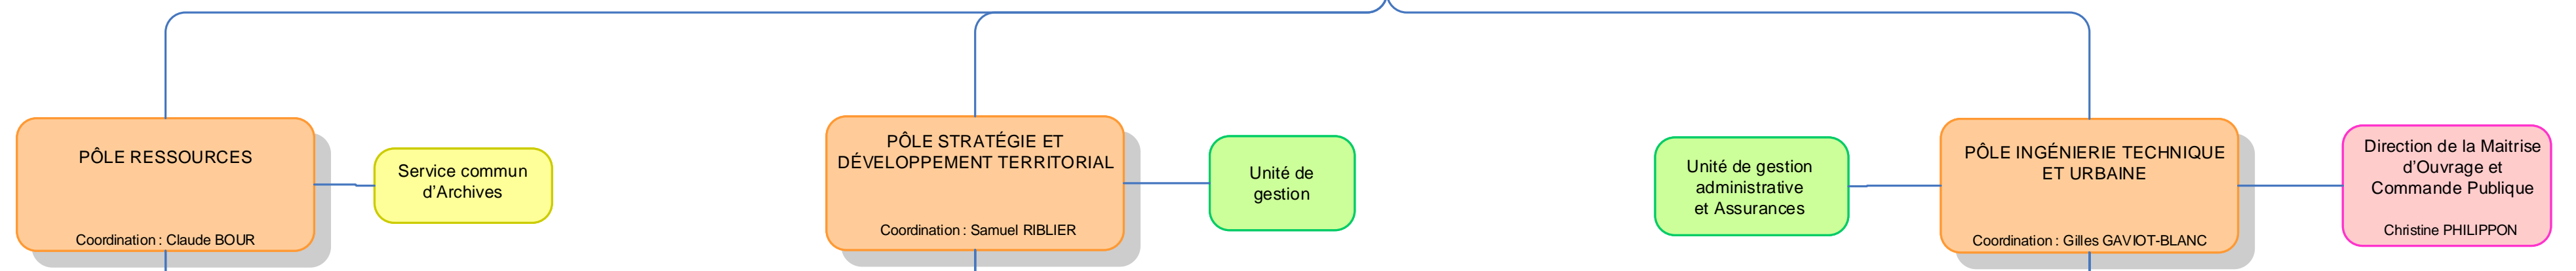 PÔLE RESSOURCES
Coordination : Claude BOUR
Service commun
d’Archives
PÔLE STRATÉGIE ET
DÉVELOPPEMENT TERRITORIAL
Coordination : Samuel RIBLIER
Unité de
gestion
Unité de gestion
administrative
et Assurances
PÔLE INGÉNIERIE TECHNIQUE
ET URBAINE
Coordination : Gilles GAVIOT-BLANC
Direction de la Maitrise
d’Ouvrage et
Commande Publique
Christine PHILIPPON